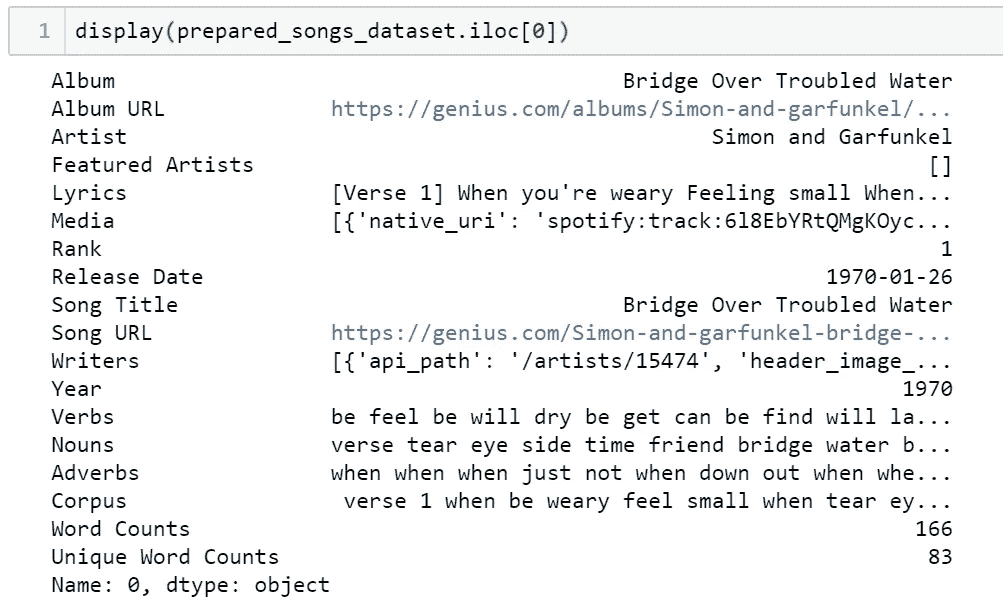 1 display(prepared_songs_dataset.iloc[0])
Album Bridge Over Troubled Water
Album URL https://genius.com/albums/Simon-and-garfunkel/...
Artist Simon and Garfunkel
Featured Artists []
Lyrics [Verse 1] When you're weary Feeling small When...
Media [{'native_uri': 'spotify:track:6l8EbYRtQMgKOyc...
Rank 1
Release Date 1970-01-26
Song Title Bridge Over Troubled Water
Song URL https://genius.com/Simon-and-garfunkel-bridge-...
Writers [{'api_path': '/artists/15474', 'header_image_...
Year 1970
Verbs be feel be will dry be get can be find will la...
Nouns verse tear eye side time friend bridge water b...
Adverbs when when when just not when down out when whe...
Corpus verse 1 when be weary feel small when tear ey...
Word Counts 166
Unique Word Counts 83
Name: 0, dtype: object